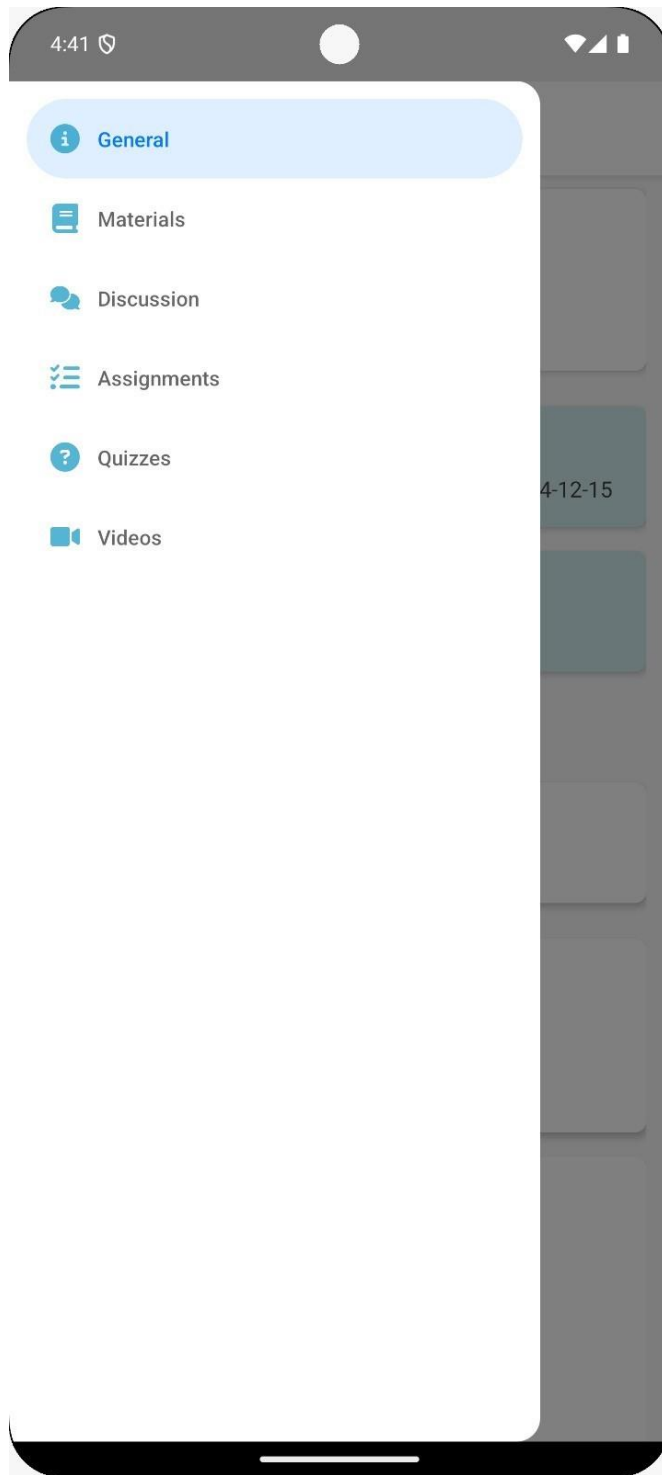 4:41
General
Materials
Discussion
Assignments
Quizzes
4-12-15
Videos